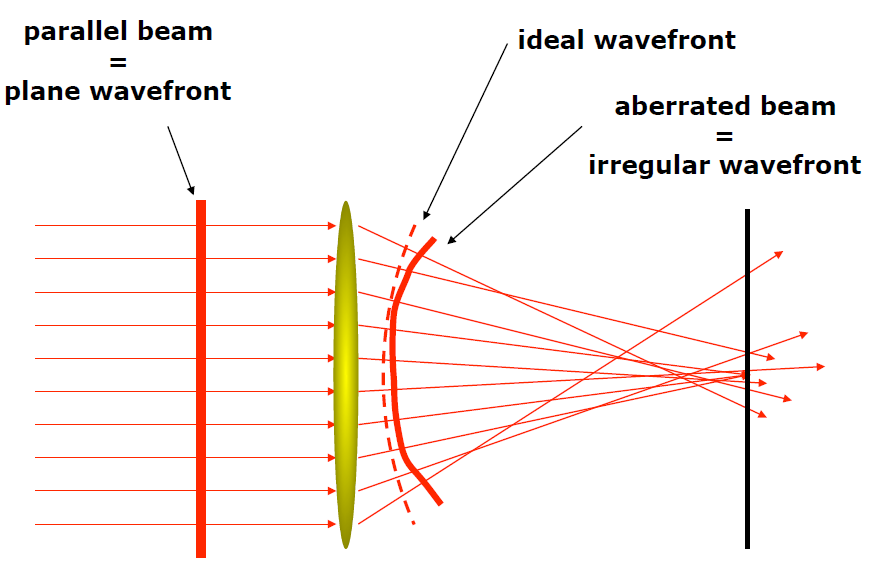 parallel beam
=
plane wavefront
ideal wavefront
aberrated beam
=
irregular wavefront